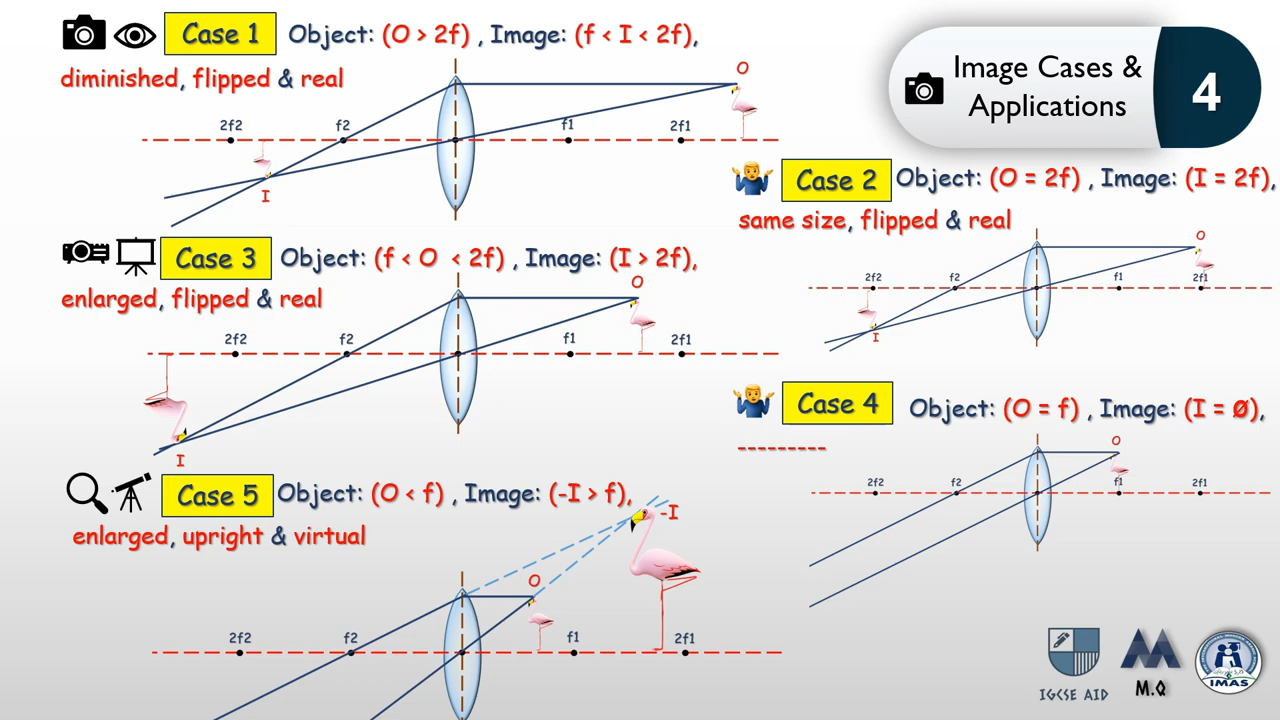 Case 1 Object: (O > 2f) , Image: (f < I < 2f),
diminished, flipped & real
O
2f2 f2 f1 2f1
I
Image Cases &
Applications
4
Case 2 Object: (O = 2f) , Image: (I = 2f),
same size, flipped & real
O
2f2 f2 f1 2f1
I
Case 3 Object: (f < O < 2f) , Image: (I > 2f),
enlarged, flipped & real
O
2f2 f2 f1 2f1
I
Case 4 Object: (O = f) , Image: (I = ø),
---------
O
2f2 f2 f1 2f1
Case 5 Object: (O < f) , Image: (-I > f),
enlarged, upright & virtual
-I
O
2f2 f2 f1 2f1
IGCSE AID
M.Q
IMAS